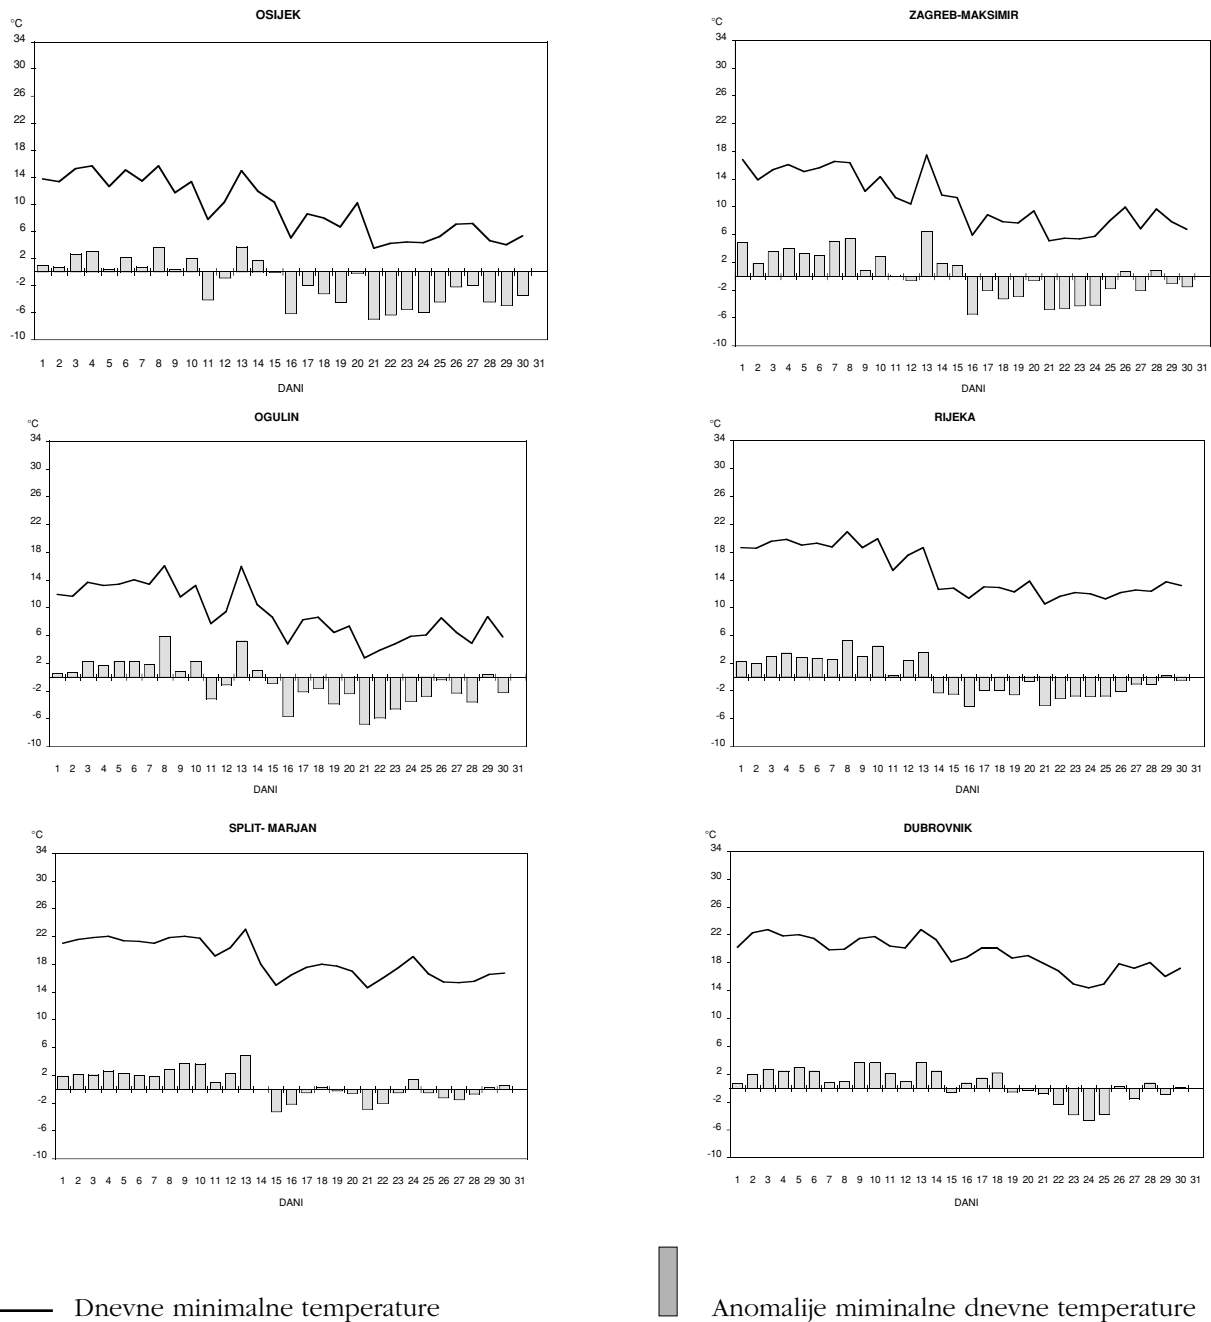 OSIJEK
°C
34
30
26
22
18
14
10
6
2
-2
-6
-10
1 2 3 4 5 6 7 8 9 10 11 12 13 14 15 16 17 18 19 20 21 22 23 24 25 26 27 28 29 30 31
DANI
ZAGREB-MAKSIMIR
°C
34
30
26
22
18
14
10
6
2
-2
-6
-10
1 2 3 4 5 6 7 8 9 10 11 12 13 14 15 16 17 18 19 20 21 22 23 24 25 26 27 28 29 30 31
DANI
OGULIN
°C
34
30
26
22
18
14
10
6
2
-2
-6
-10
1 2 3 4 5 6 7 8 9 10 11 12 13 14 15 16 17 18 19 20 21 22 23 24 25 26 27 28 29 30 31
DANI
RIJEKA
°C
34
30
26
22
18
14
10
6
2
-2
-6
-10
1 2 3 4 5 6 7 8 9 10 11 12 13 14 15 16 17 18 19 20 21 22 23 24 25 26 27 28 29 30 31
DANI
SPLIT- MARJAN
°C
34
30
26
22
18
14
10
6
2
-2
-6
-10
1 2 3 4 5 6 7 8 9 10 11 12 13 14 15 16 17 18 19 20 21 22 23 24 25 26 27 28 29 30 31
DANI
DUBROVNIK
°C
34
30
26
22
18
14
10
6
2
-2
-6
-10
1 2 3 4 5 6 7 8 9 10 11 12 13 14 15 16 17 18 19 20 21 22 23 24 25 26 27 28 29 30 31
DANI
Dnevne minimalne temperature
Anomalije miminalne dnevne temperature